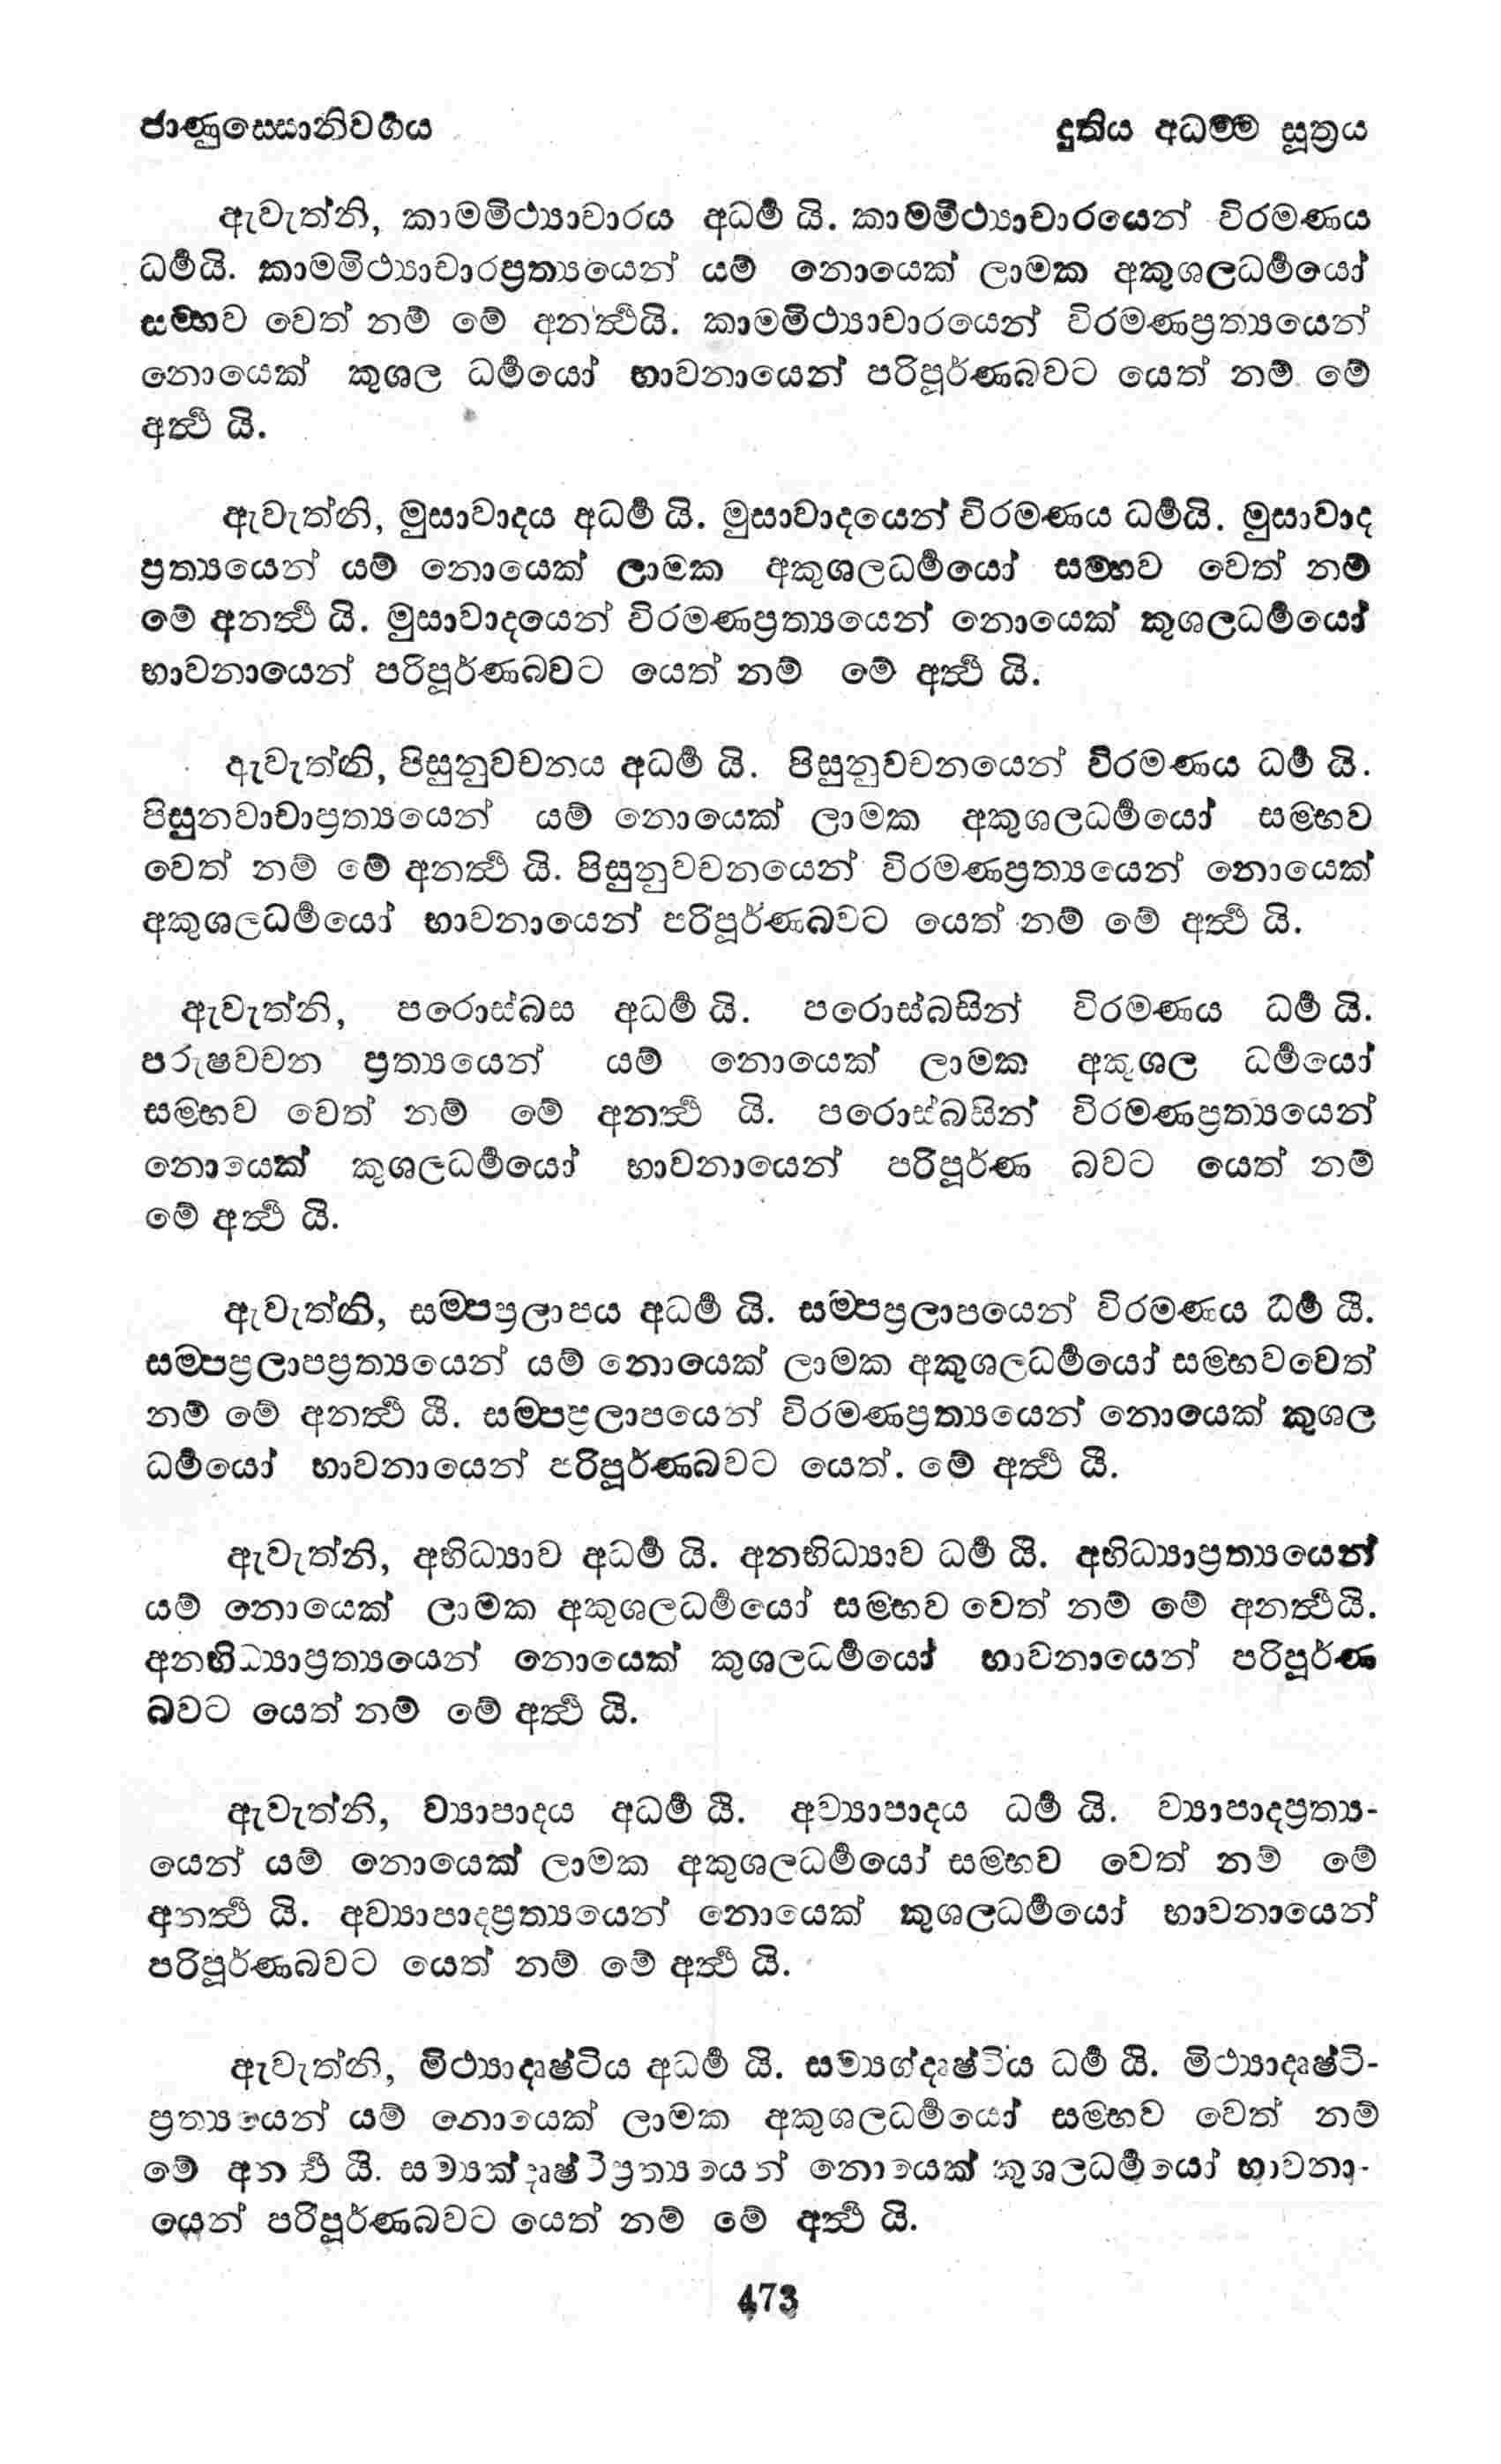 ජාණුස්සොනිවර්ගය දුතිය අධම්ම සූත්‍රය
ඇවැත්නි, කාමමිථ්‍යාචාරය අධර්ම යි. කාමමිථ්‍යාචාරයෙන් විරමණය
ධර්මයි. කාමමිථ්‍යාචාරප්‍රත්‍යයෙන් යම් නොයෙක් ලාමක අකුශලධර්මයෝ
සම්භව වෙත් නම් මේ අනර්ත්‍ථයි. කාමමිථ්‍යාචාරයෙන් විරමණප්‍රත්‍යයෙන්
නොයෙක් කුශල ධර්මයෝ භාවනායෙන් පරිපූර්ණබවට යෙත් නම් මේ
අර්ත්‍ථ යි.
ඇවැත්නි, මුසාවාදය අධර්ම යි. මුසාවාදයෙන් විරමණය ධර්මයි. මුසාවාද
ප්‍රත්‍යයෙන් යම් නොයෙක් ලාමක අකුශලධර්මයෝ සම්භව වෙත් නම්
මේ අනර්ත්‍ථ යි. මුසාවාදයෙන් විරමණප්‍රත්‍යයෙන් නොයෙක් කුශලධර්මයෝ
භාවනායෙන් පරිපූර්ණබවට යෙත් නම් මේ අර්ත්‍ථ යි.
ඇවැත්නි, පිසුනුවචනය අධර්ම යි. පිසුනුවචනයෙන් විරමණය ධර්ම යි.
පිසුනවාචාප්‍රත්‍යයෙන් යම් නොයෙක් ලාමක අකුශලධර්මයෝ සම්භව
වෙත් නම් මේ අනර්ත්‍ථ යි. පිසුනුවචනයෙන් විරමණප්‍රත්‍යයෙන් නොයෙක්
අකුශලධර්මයෝ භාවනායෙන් පරිපූර්ණබවට යෙත් නම් මේ අර්ත්‍ථ යි.
ඇවැත්නි, පරොස්බස අධර්ම යි. පරොස්බසින් විරමණය ධර්ම යි.
පරුෂවචන ප්‍රත්‍යයෙන් යම් නොයෙක් ලාමක අකුශල ධර්මයෝ
සම්භව වෙත් නම් මේ අනර්ත්‍ථ යි. පරොස්බසින් විරමණප්‍රත්‍යයෙන්
නොයෙක් කුශලධර්මයෝ භාවනායෙන් පරිපූර්ණ බවට යෙත් නම්
මේ අර්ත්‍ථ යි.
ඇවැත්නි, සම්පප්‍රලාපය අධර්ම යි. සම්පප්‍රලාපයෙන් විරමණය ධර්ම යි.
සම්පප්‍රලාපප්‍රත්‍යයෙන් යම් නොයෙක් ලාමක අකුශලධර්මයෝ සම්භවවෙත්
නම් මේ අනර්ත්‍ථ යි. සම්පප්‍රලාපයෙන් විරමණප්‍රත්‍යයෙන් නොයෙක් කුශල
ධර්මයෝ භාවනායෙන් පරිපූර්ණබවට යෙත්. මේ අර්ත්‍ථ යි.
ඇවැත්නි, අභිධ්‍යාව අධර්ම යි. අනභිධ්‍යාව ධර්ම යි. අභිධ්‍යාප්‍රත්‍යයෙන්
යම් නොයෙක් ලාමක අකුශලධර්මයෝ සම්භව වෙත් නම් මේ අනර්ත්‍ථයි.
අනභිධ්‍යාප්‍රත්‍යයෙන් නොයෙක් කුශලධර්මයෝ භාවනායෙන් පරිපූර්ණ
බවට යෙත් නම් මේ අර්ත්‍ථ යි.
ඇවැත්නි, ව්‍යාපාදය අධර්ම යි. අව්‍යාපාදය ධර්ම යි. ව්‍යාපාදප්‍රත්‍ය-
යෙන් යම් නොයෙක් ලාමක අකුශලධර්මයෝ සම්භව වෙත් නම් මේ
අනර්ත්‍ථ යි. අව්‍යාපාදප්‍රත්‍යයෙන් නොයෙක් කුශලධර්මයෝ භාවනායෙන්
පරිපූර්ණබවට යෙත් නම් මේ අර්ත්‍ථ යි.
ඇවැත්නි, මිථ්‍යාදෘෂ්ටිය අධර්ම යි. සම්‍යග්දෘෂ්ටිය ධර්ම යි. මිථ්‍යාදෘෂ්ටි-
ප්‍රත්‍යයෙන් යම් නොයෙක් ලාමක අකුශලධර්මයෝ සම්භව වෙත් නම්
මේ අනර්ත්‍ථ යි. සම්‍යක්දෘෂ්ටිප්‍රත්‍යයෙන් නොයෙක් කුශලධර්මයෝ භාවනා-
යෙන් පරිපූර්ණබවට යෙත් නම් මේ අර්ත්‍ථ යි.
473